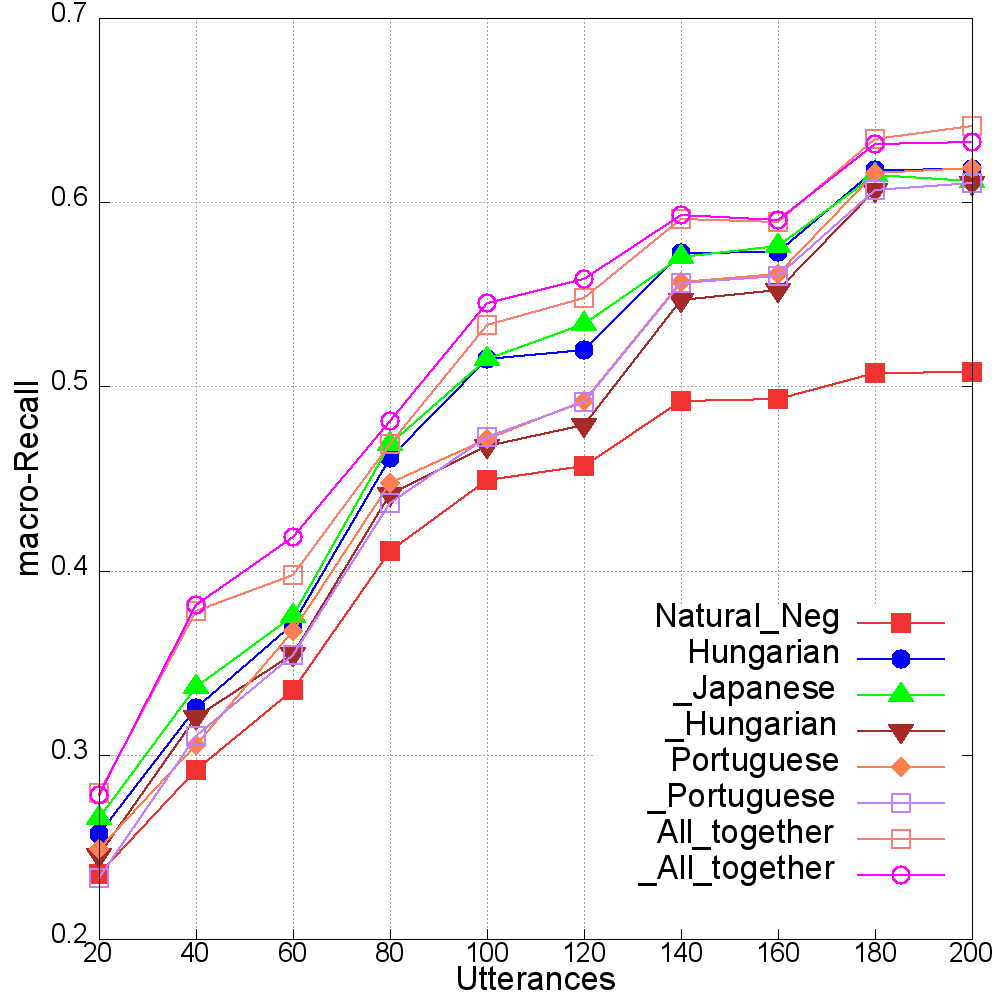 0.7
0.6
0.5
0.4
0.3
0.2
macro-Recall
Natural_Neg
Hungarian
_Japanese
_Hungarian
Portuguese
_Portuguese
All_together
_All_together
20 40 60 80 100 120 140 160 180 200
Utterances